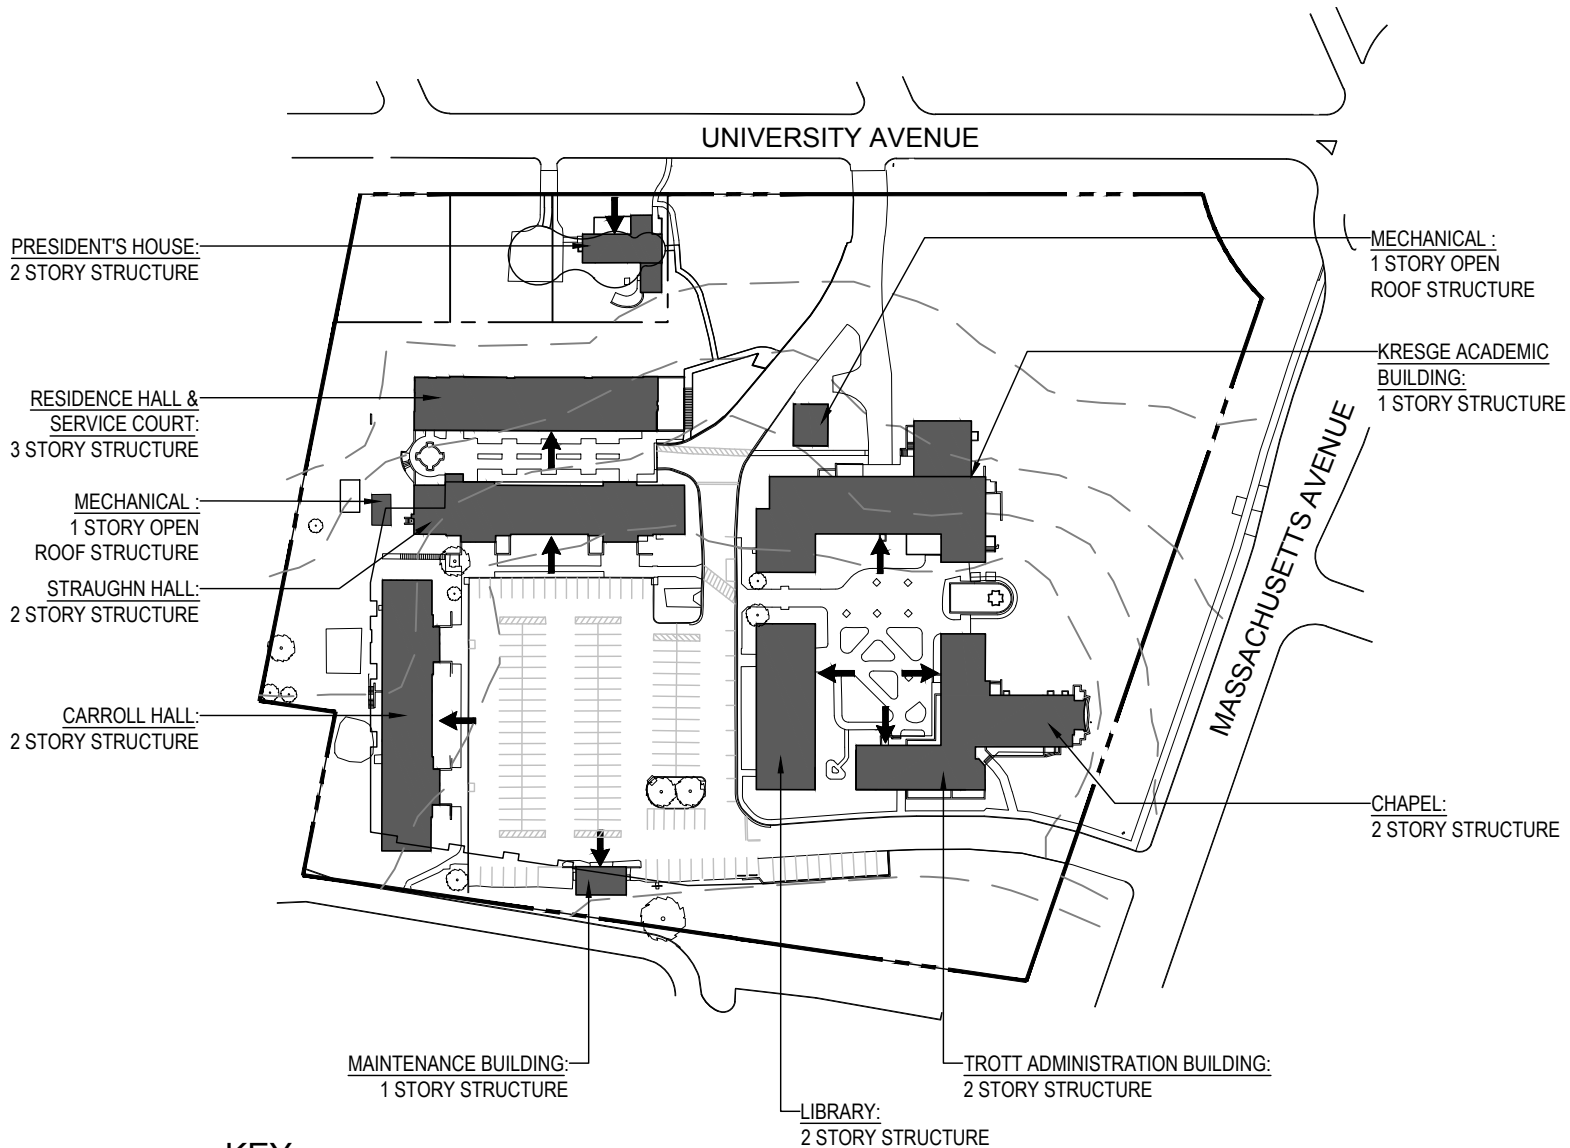 UNIVERSITY AVENUE
PRESIDENT'S HOUSE:
2 STORY STRUCTURE
MECHANICAL :
1 STORY OPEN
ROOF STRUCTURE
KRESGE ACADEMIC
BUILDING:
1 STORY STRUCTURE
RESIDENCE HALL &
SERVICE COURT:
3 STORY STRUCTURE
MECHANICAL :
1 STORY OPEN
ROOF STRUCTURE
STRAUGHN HALL:
2 STORY STRUCTURE
MASSACHUSETTS AVENUE
CARROLL HALL:
2 STORY STRUCTURE
CHAPEL:
2 STORY STRUCTURE
MAINTENANCE BUILDING:
1 STORY STRUCTURE
TROTT ADMINISTRATION BUILDING:
2 STORY STRUCTURE
LIBRARY:
2 STORY STRUCTURE
KEY